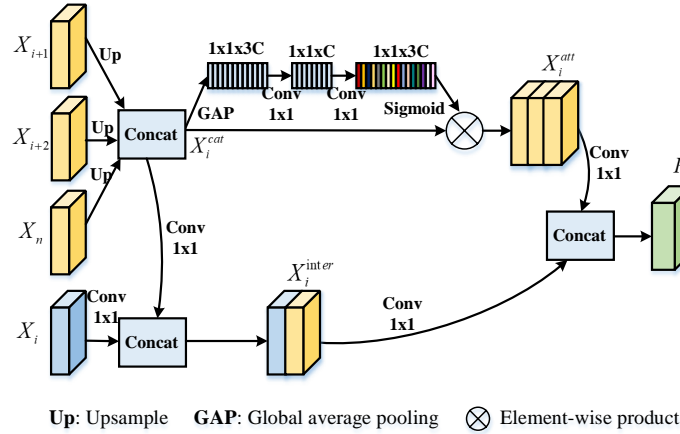 X_{i+1}
Up
1x1x3C
1x1xC
1x1x3C
X_i^{att}
Conv
1x1
Conv
1x1
GAP
Sigmoid
X_{i+2}
Up
Concat
X_i^{cat}
Conv
1x1
Up
X_n
Conv
1x1
Concat
X_i^{inter}
X_i
Conv
1x1
Concat
Conv
1x1
Up: Upsample GAP: Global average pooling ⊗ Element-wise product